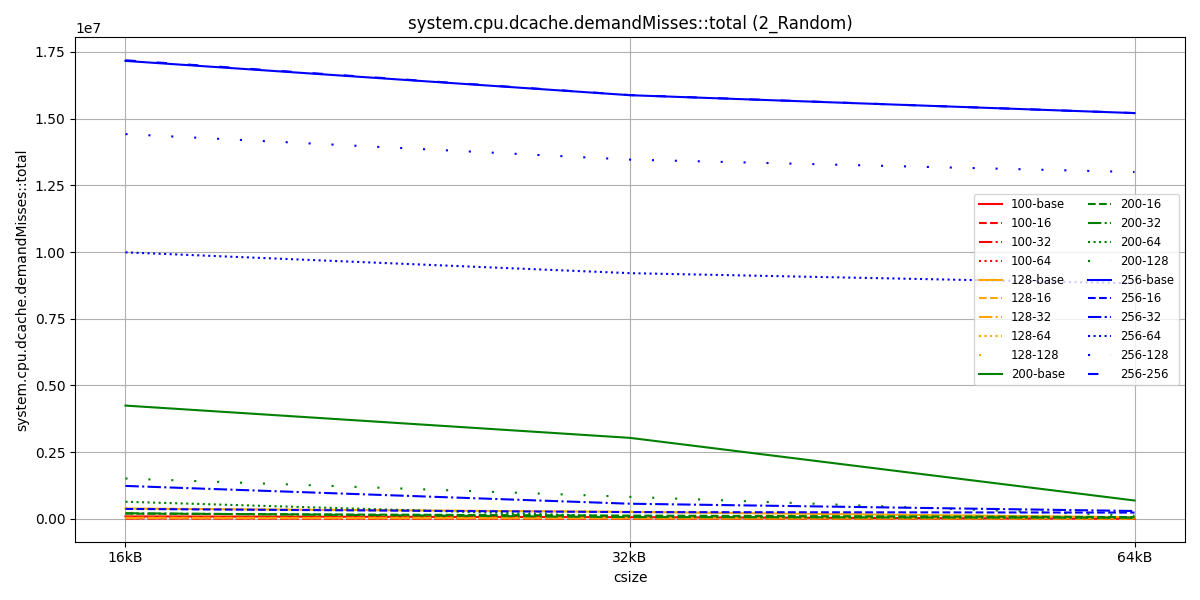 system.cpu.dcache.demandMisses::total (2_Random)
1e7
1.75
1.50
1.25
1.00
0.75
0.50
0.25
0.00
system.cpu.dcache.demandMisses::total
16kB
32kB
64kB
csize
100-base
100-16
100-32
100-64
128-base
128-16
128-32
128-64
128-128
200-base
200-16
200-32
200-64
200-128
256-base
256-16
256-32
256-64
256-128
256-256